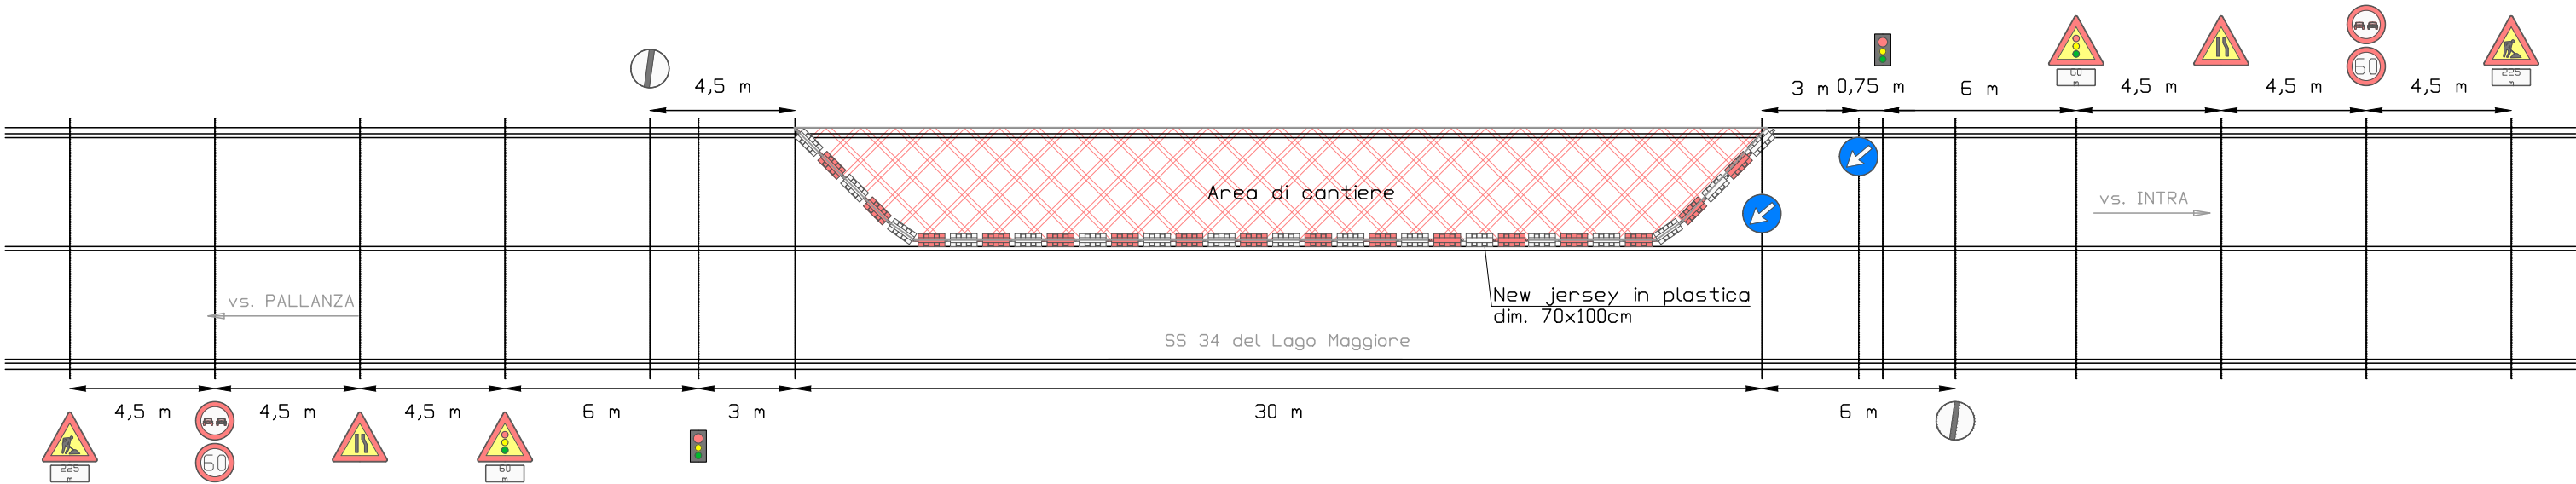 60
225
m
60
m
4,5 m
3 m
0,75 m
6 m
4,5 m
4,5 m
4,5 m
Area di cantiere
vs. INTRA
vs. PALLANZA
New jersey in plastica
dim. 70x100cm
SS 34 del Lago Maggiore
4,5 m
4,5 m
4,5 m
6 m
3 m
30 m
6 m
225
m
60
60
m